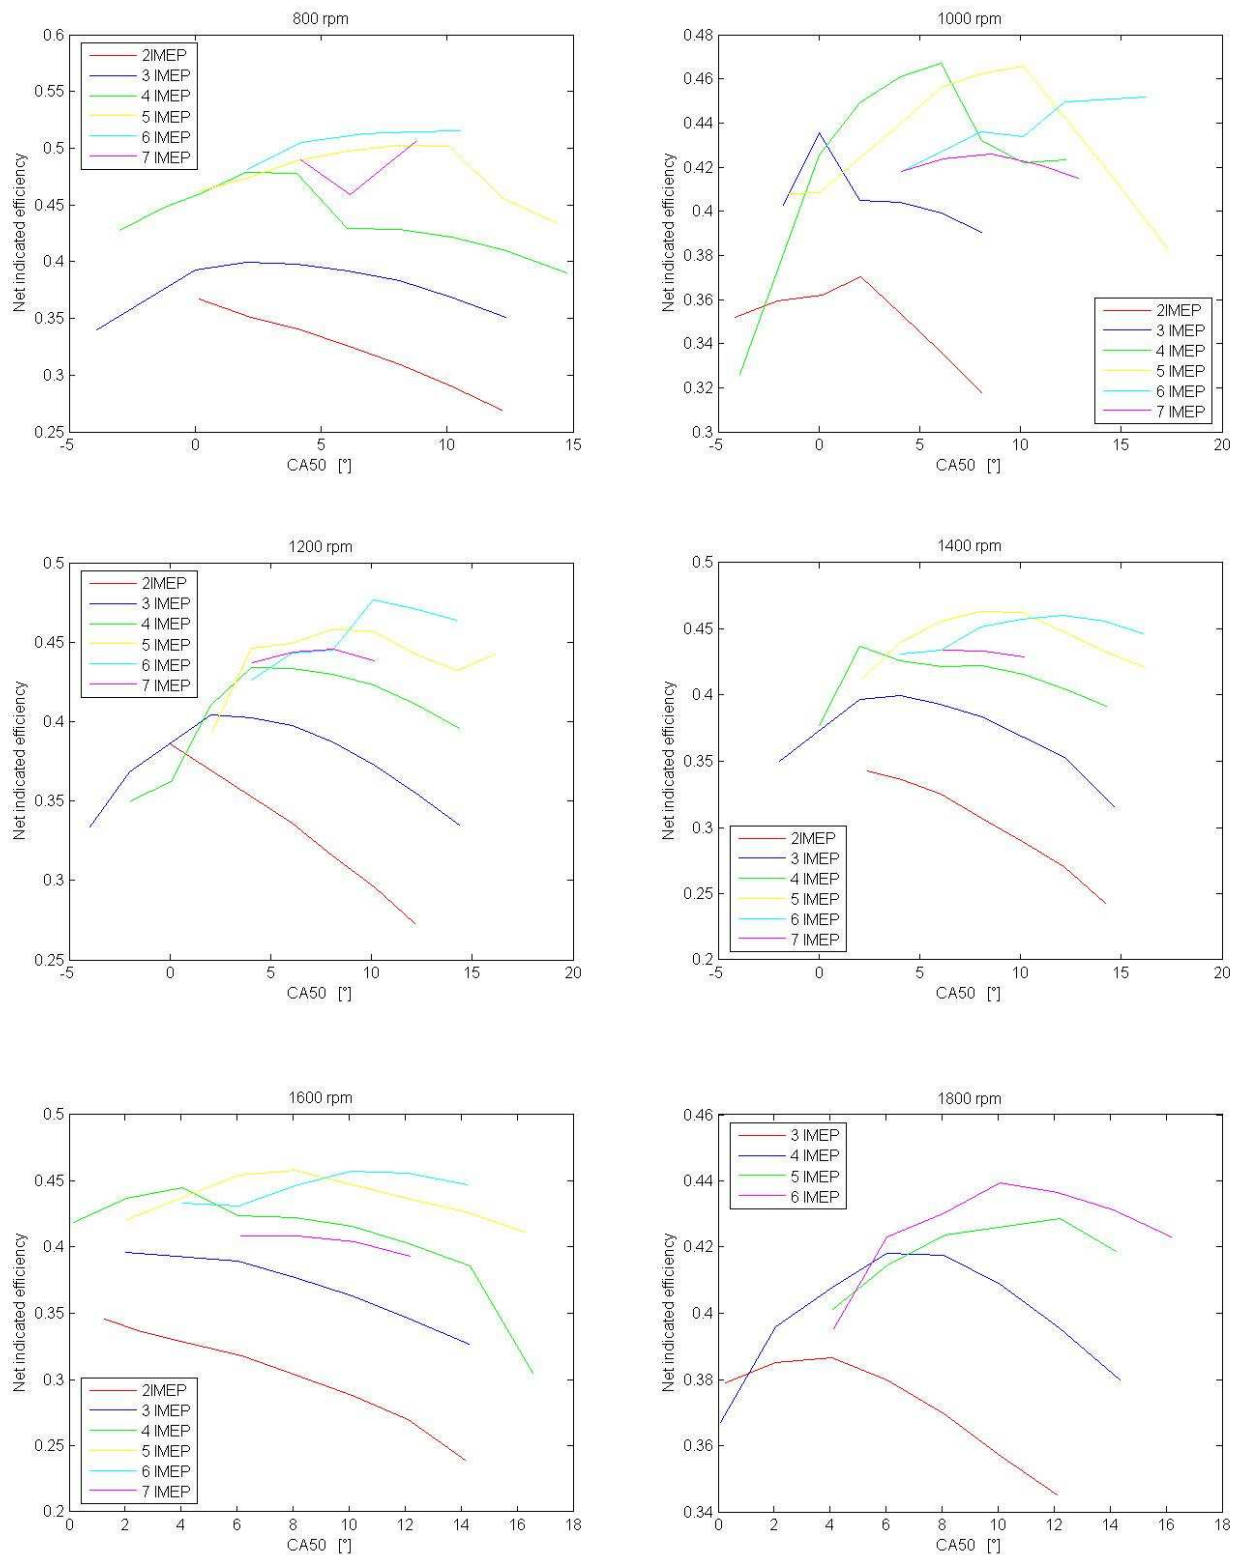 800 rpm
0.6
0.55
0.5
0.45
0.4
0.35
0.3
0.25
Net indicated efficiency
2IMEP
3 IMEP
4 IMEP
5 IMEP
6 IMEP
7 IMEP
-5 0 5 10 15
CA50 [°]
1000 rpm
0.48
0.46
0.44
0.42
0.4
0.38
0.36
0.34
0.32
0.3
Net indicated efficiency
2IMEP
3 IMEP
4 IMEP
5 IMEP
6 IMEP
7 IMEP
-5 0 5 10 15 20
CA50 [°]
1200 rpm
0.5
0.45
0.4
0.35
0.3
0.25
Net indicated efficiency
2IMEP
3 IMEP
4 IMEP
5 IMEP
6 IMEP
7 IMEP
-5 0 5 10 15 20
CA50 [°]
1400 rpm
0.5
0.45
0.4
0.35
0.3
0.25
0.2
Net indicated efficiency
2IMEP
3 IMEP
4 IMEP
5 IMEP
6 IMEP
7 IMEP
-5 0 5 10 15 20
CA50 [°]
1600 rpm
0.5
0.45
0.4
0.35
0.3
0.25
0.2
Net indicated efficiency
2IMEP
3 IMEP
4 IMEP
5 IMEP
6 IMEP
7 IMEP
0 2 4 6 8 10 12 14 16 18
CA50 [°]
1800 rpm
0.46
0.44
0.42
0.4
0.38
0.36
0.34
Net indicated efficiency
3 IMEP
4 IMEP
5 IMEP
6 IMEP
0 2 4 6 8 10 12 14 16 18
CA50 [°]